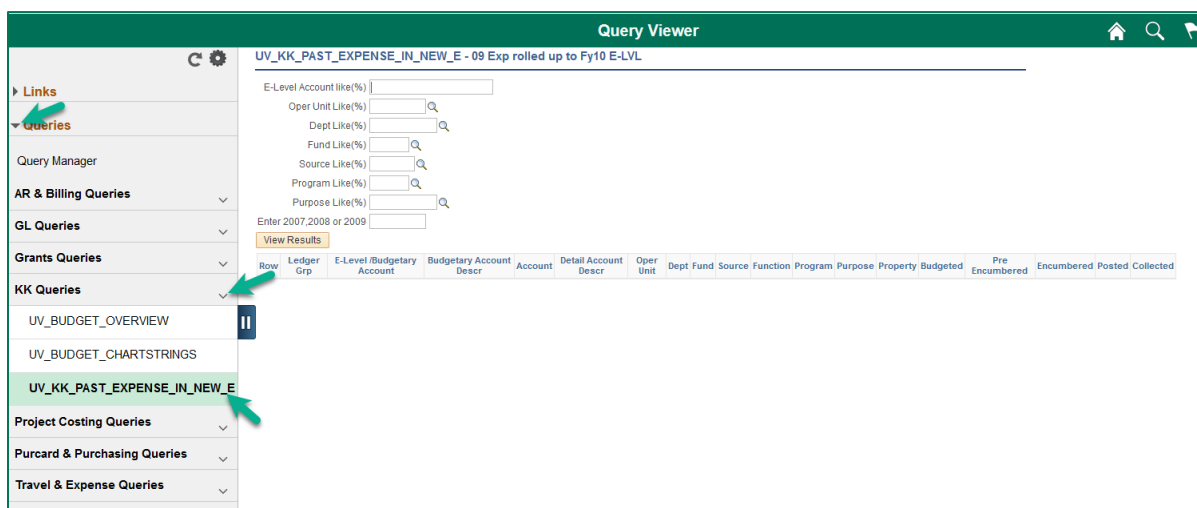 Query Viewer
Links
Queries
Query Manager
AR & Billing Queries
GL Queries
Grants Queries
KK Queries
UV_BUDGET_OVERVIEW
UV_BUDGET_CHARTSTRINGS
UV_KK_PAST_EXPENSE_IN_NEW_E
Project Costing Queries
Purcard & Purchasing Queries
Travel & Expense Queries
UV_KK_PAST_EXPENSE_IN_NEW_E - 09 Exp rolled up to Fy10 E-LVL
E-Level Account like(%)
Oper Unit Like(%)
Dept Like(%)
Fund Like(%)
Source Like(%)
Program Like(%)
Purpose Like(%)
Enter 2007,2008 or 2009
View Results
Row Ledger Grp E-Level /Budgetary Account Budgetary Account Descr Account Detail Account Descr Oper Unit Dept Fund Source Function Program Purpose Property Budgeted Pre Encumbered Encumbered Posted Collected